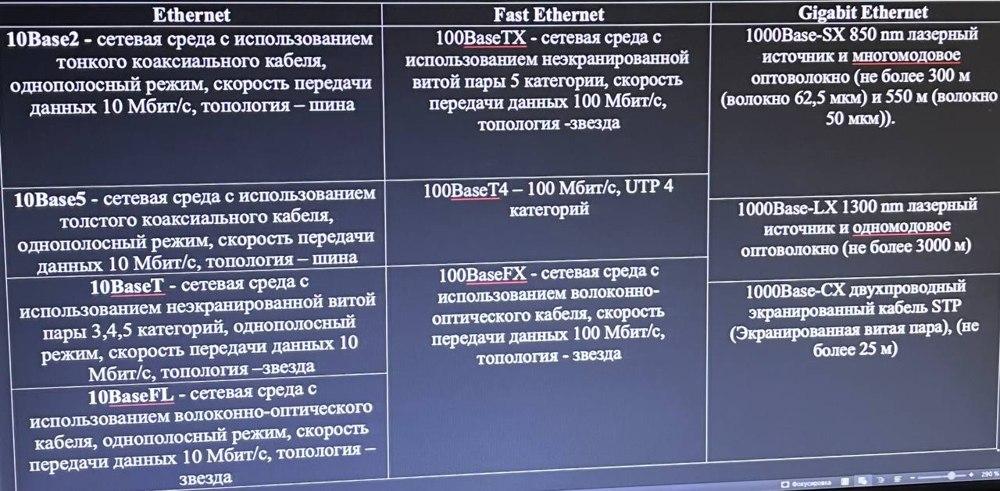 Ethernet
10Base2 - сетевая среда с использованием
тонкого коаксиального кабеля,
однополосный режим, скорость передачи
данных 10 Мбит/с, топология – шина
10Base5 - сетевая среда с использованием
толстого коаксиального кабеля,
однополосный режим, скорость передачи
данных 10 Мбит/с, топология – шина
10BaseT - сетевая среда с
использованием неэкранированной витой
пары 3,4,5 категорий, однополосный
режим, скорость передачи данных 10
Мбит/с, топология –звезда
10BaseFL - сетевая среда с
использованием волоконно-оптического
кабеля, однополосный режим, скорость
передачи данных 10 Мбит/с, топология –
звезда
Fast Ethernet
100BaseTX - сетевая среда с
использованием неэкранированной
витой пары 5 категории, скорость
передачи данных 100 Мбит/с,
топология -звезда
100BaseT4 – 100 Мбит/с, UTP 4
категорий
100BaseFX - сетевая среда с
использованием волоконно-
оптического кабеля, скорость
передачи данных 100 Мбит/с,
топология - звезда
Gigabit Ethernet
1000Base-SX 850 nm лазерный
источник и многомодовое
оптоволокно (не более 300 м
(волокно 62,5 мкм) и 550 м (волокно
50 мкм)).
1000Base-LX 1300 nm лазерный
источник и одномодовое
оптоволокно (не более 3000 м)
1000Base-CX двухпроводный
экранированный кабель STP
(Экранированная витая пара), (не
более 25 м)
Фокусировка
290 %